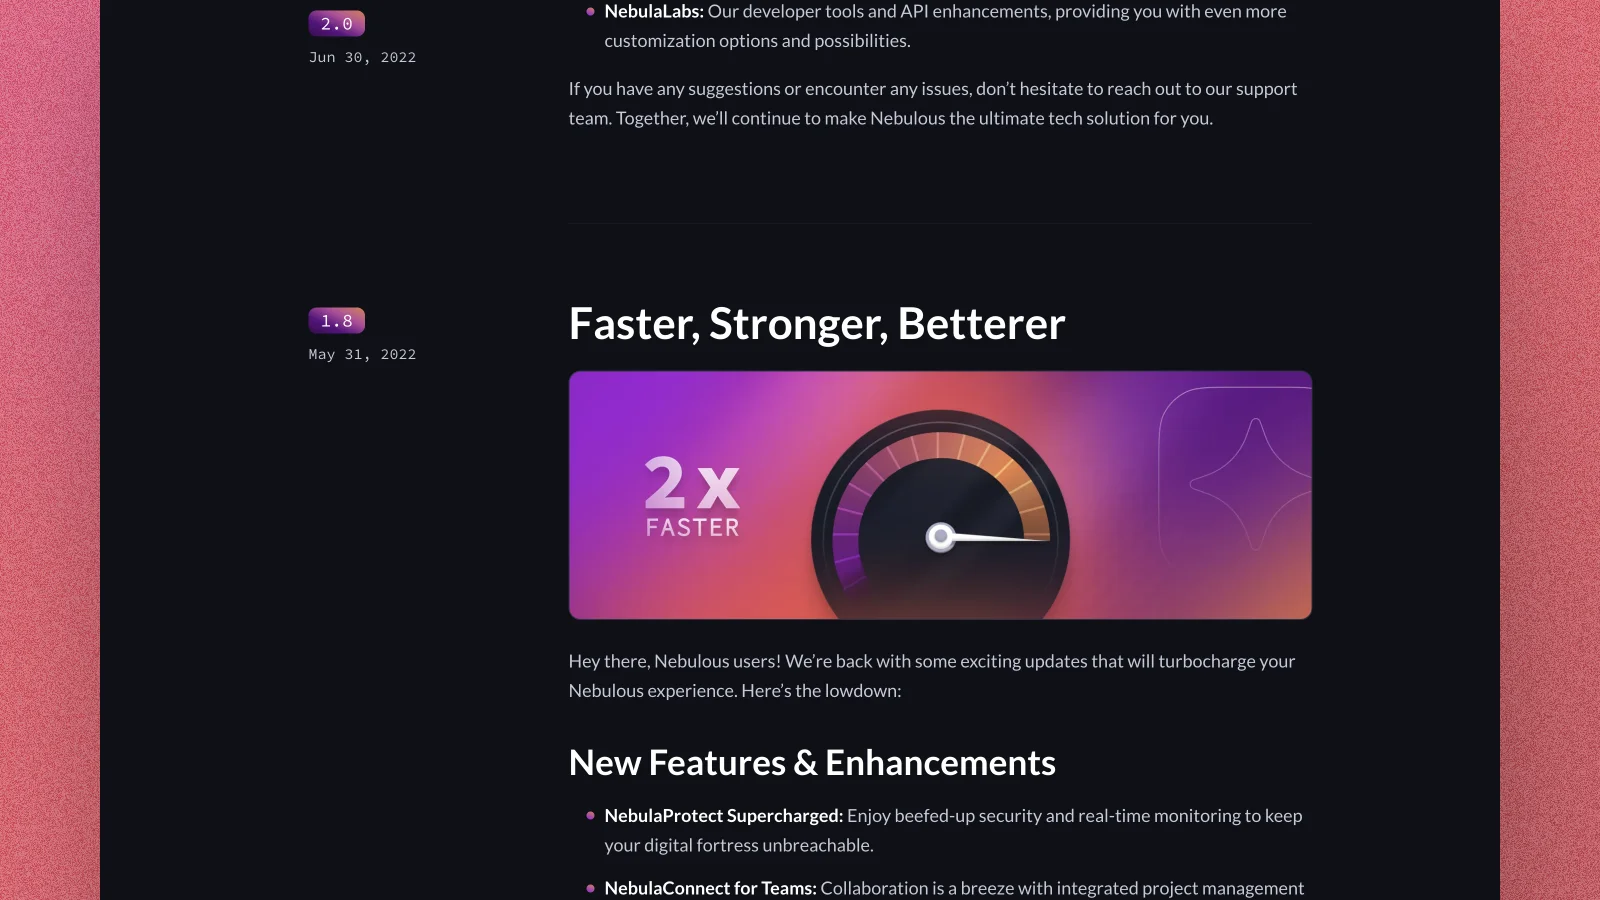 2.0
Jun 30, 2022
NebulaLabs: Our developer tools and API enhancements, providing you with even more
customization options and possibilities.
If you have any suggestions or encounter any issues, don’t hesitate to reach out to our support
team. Together, we’ll continue to make Nebulous the ultimate tech solution for you.
1.8
May 31, 2022
Faster, Stronger, Betterer
2x
FASTER
Hey there, Nebulous users! We’re back with some exciting updates that will turbocharge your
Nebulous experience. Here’s the lowdown:
New Features & Enhancements
NebulaProtect Supercharged: Enjoy beefed-up security and real-time monitoring to keep
your digital fortress unbreachable.
NebulaConnect for Teams: Collaboration is a breeze with integrated project management